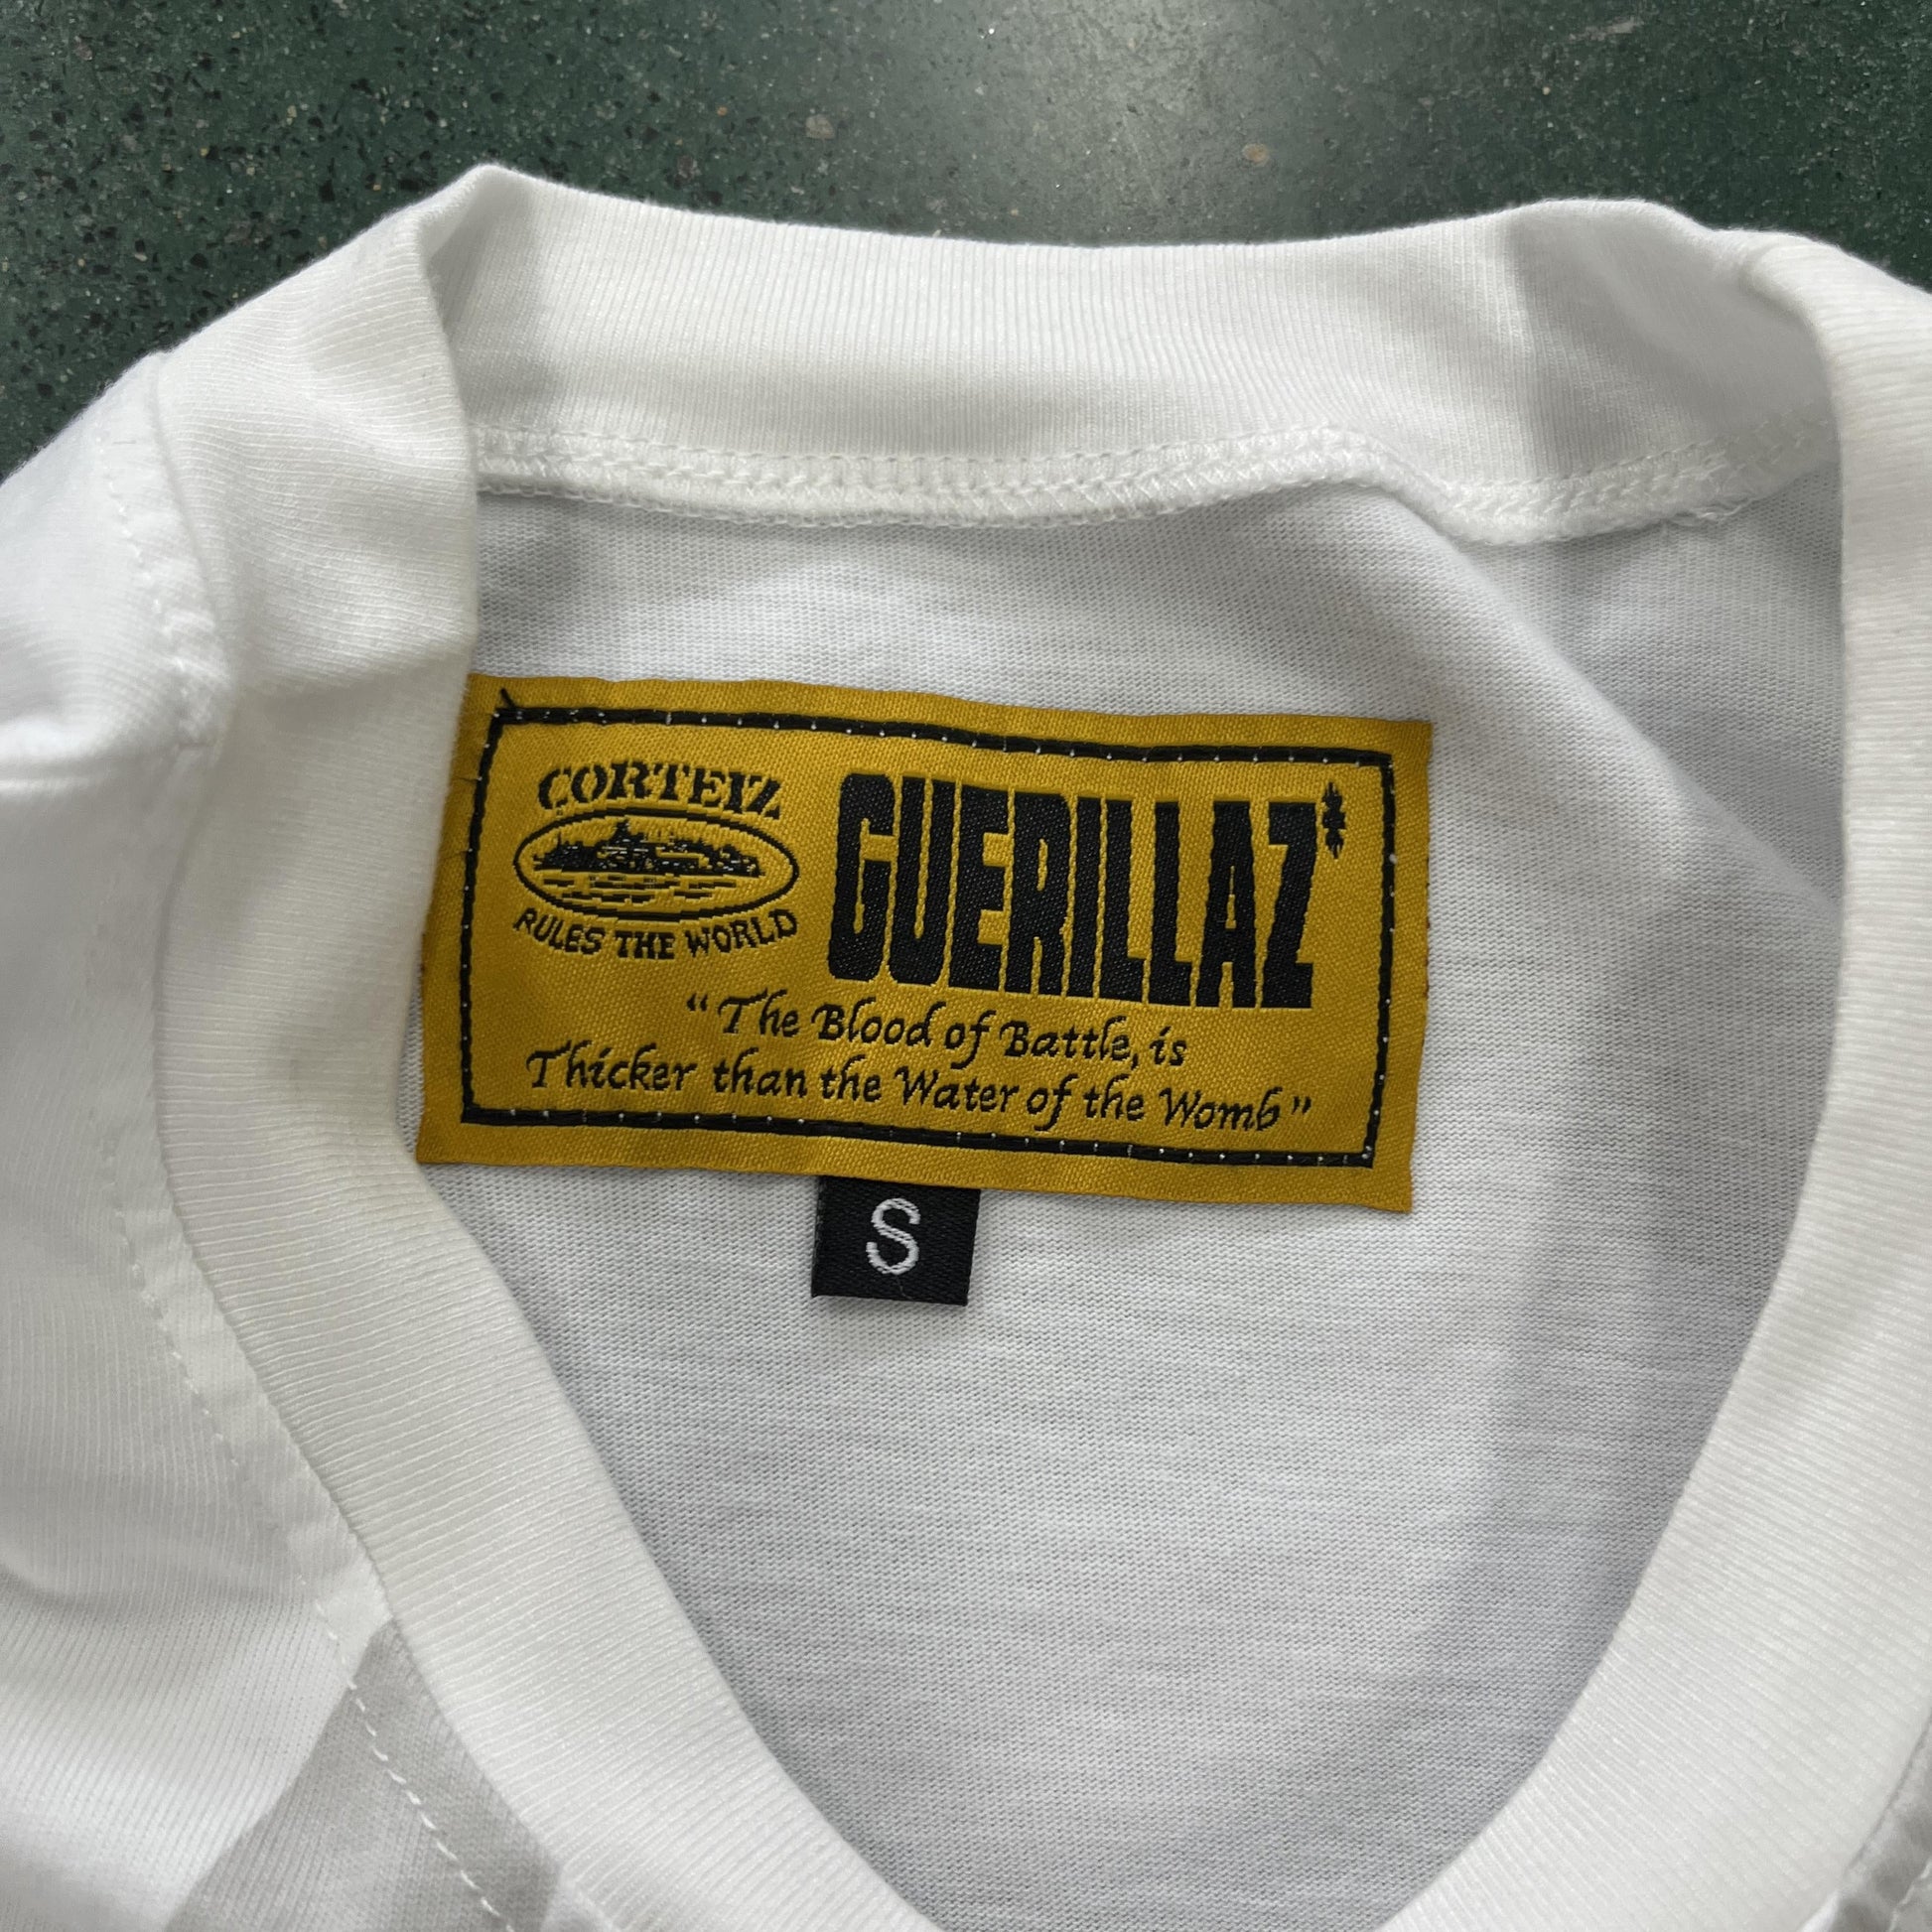 CORTEIZ
RULES THE WORLD
GUERILLAZ*
“The Blood of Battle, is
Thicker than the Water of the Womb”
S